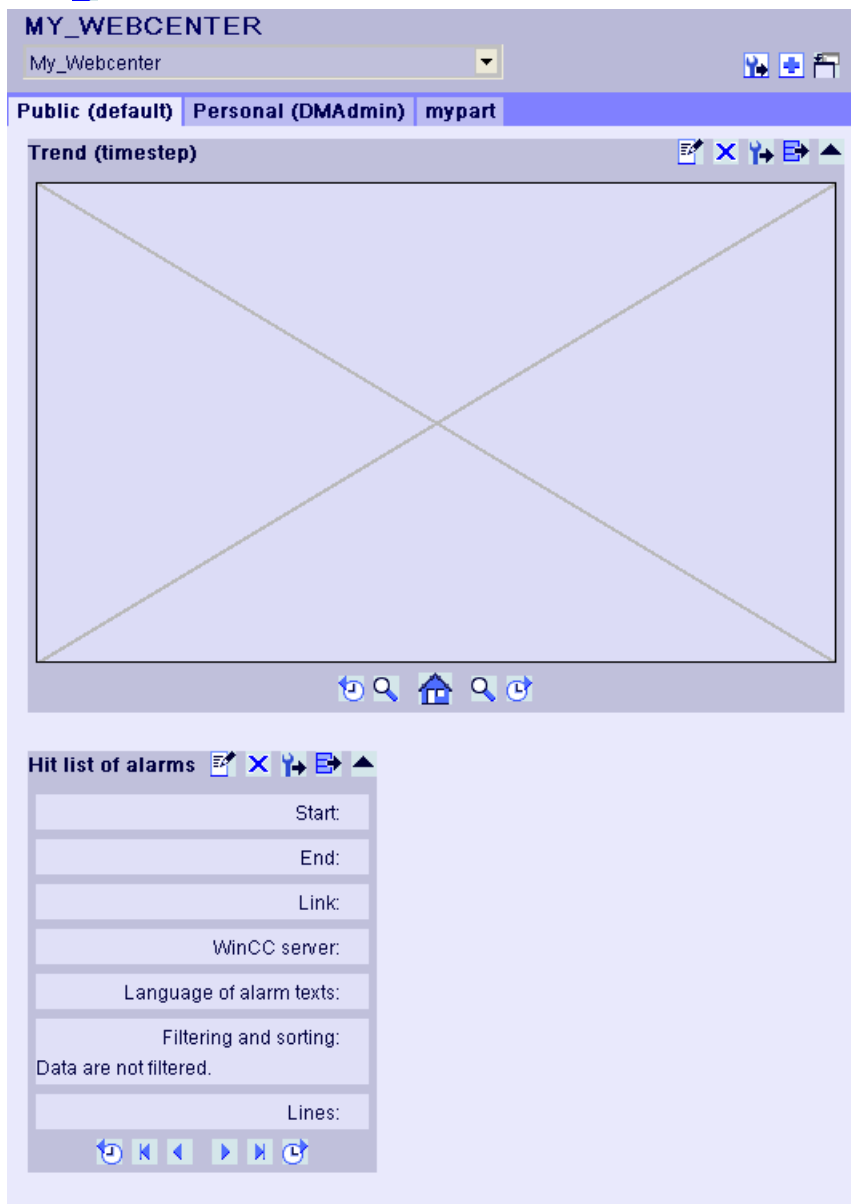 MY_WEBCENTER
My_Webcenter
Public (default) Personal (DMAdmin) mypart
Trend (timestep)
Hit list of alarms
Start:
End:
Link:
WinCC server:
Language of alarm texts:
Filtering and sorting:
Data are not filtered.
Lines: